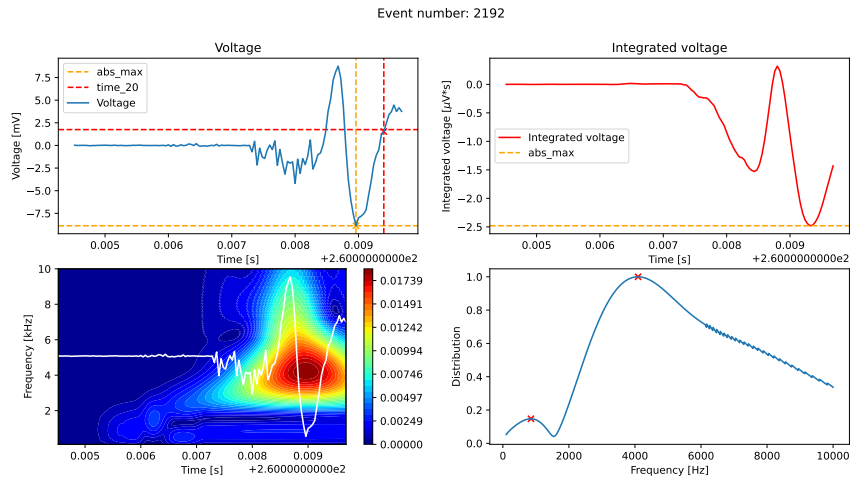 Event number: 2192
Voltage
Voltage [mV]
7.5
5.0
2.5
0.0
−2.5
−5.0
−7.5
abs_max
time_20
Voltage
0.005
0.006
0.007
0.008
0.009
Time [s]
+2.6000000000e2
Integrated voltage
Integrated voltage [μV*s]
0.0
−0.5
−1.0
−1.5
−2.0
−2.5
Integrated voltage
abs_max
0.005
0.006
0.007
0.008
0.009
Time [s]
+2.6000000000e2
Frequency [kHz]
10
8
6
4
2
0.005
0.006
0.007
0.008
0.009
Time [s]
+2.6000000000e2
0.01739
0.01491
0.01242
0.00994
0.00746
0.00497
0.00249
0.00000
Distribution
1.0
0.8
0.6
0.4
0.2
0.0
0
2000
4000
6000
8000
10000
Frequency [Hz]